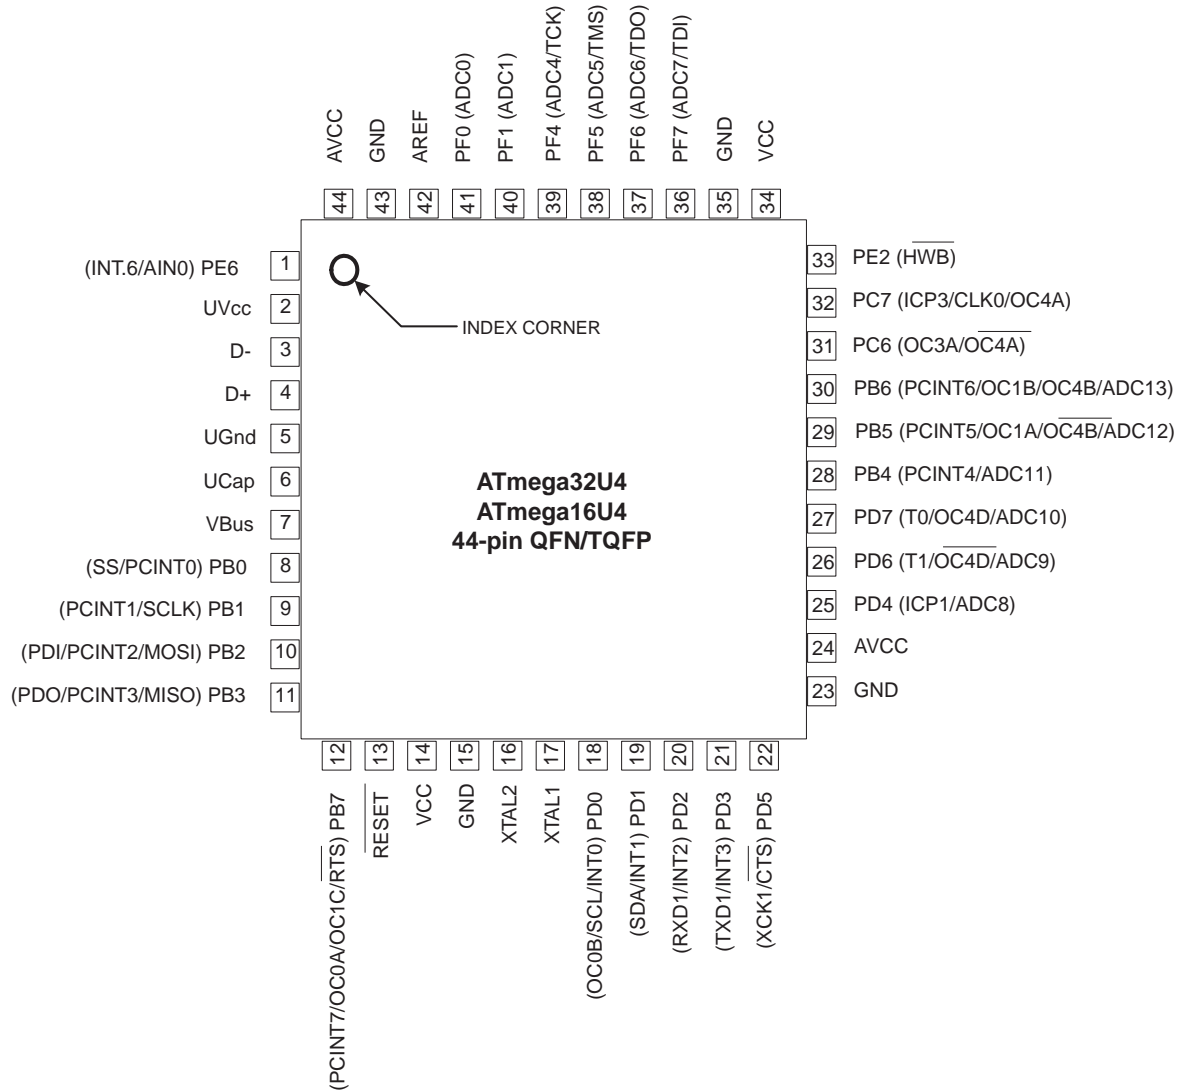 AVCC
GND
AREF
PF0 (ADC0)
PF1 (ADC1)
PF4 (ADC4/TCK)
PF5 (ADC5/TMS)
PF6 (ADC6/TDO)
PF7 (ADC7/TDI)
GND
VCC
44
43
42
41
40
39
38
37
36
35
34
(INT.6/AIN0) PE6 1
UVcc 2
D- 3
D+ 4
UGnd 5
UCap 6
VBus 7
(SS/PCINT0) PB0 8
(PCINT1/SCLK) PB1 9
(PDI/PCINT2/MOSI) PB2 10
(PDO/PCINT3/MISO) PB3 11
INDEX CORNER
ATmega32U4
ATmega16U4
44-pin QFN/TQFP
33 PE2 (HWB)
32 PC7 (ICP3/CLK0/OC4A)
31 PC6 (OC3A/OC4A)
30 PB6 (PCINT6/OC1B/OC4B/ADC13)
29 PB5 (PCINT5/OC1A/OC4B/ADC12)
28 PB4 (PCINT4/ADC11)
27 PD7 (T0/OC4D/ADC10)
26 PD6 (T1/OC4D/ADC9)
25 PD4 (ICP1/ADC8)
24 AVCC
23 GND
12
13
14
15
16
17
18
19
20
21
22
(PCINT7/OC0A/OC1C/RTS) PB7
RESET
VCC
GND
XTAL2
XTAL1
(OC0B/SCL/INT0) PD0
(SDA/INT1) PD1
(RXD1/INT2) PD2
(TXD1/INT3) PD3
(XCK1/CTS) PD5